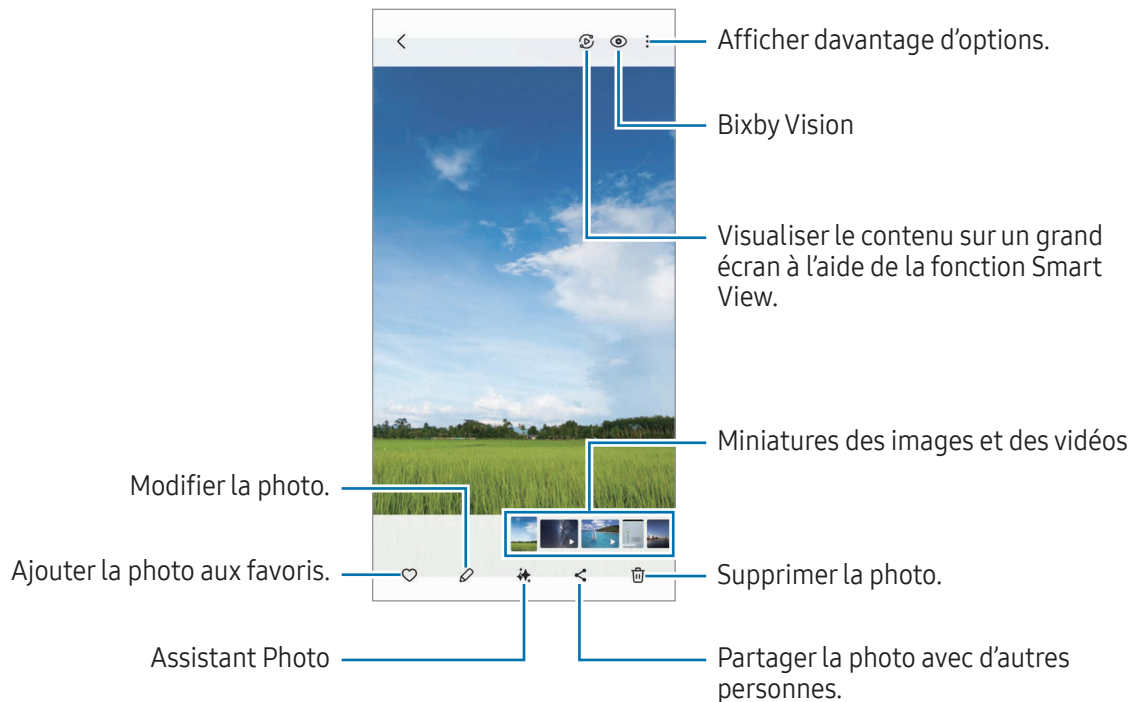 Afficher davantage d'options.
Bixby Vision
Visualiser le contenu sur un grand
écran à l'aide de la fonction Smart
View.
Miniatures des images et des vidéos
Modifier la photo.
Ajouter la photo aux favoris.
Supprimer la photo.
Assistant Photo
Partager la photo avec d'autres
personnes.